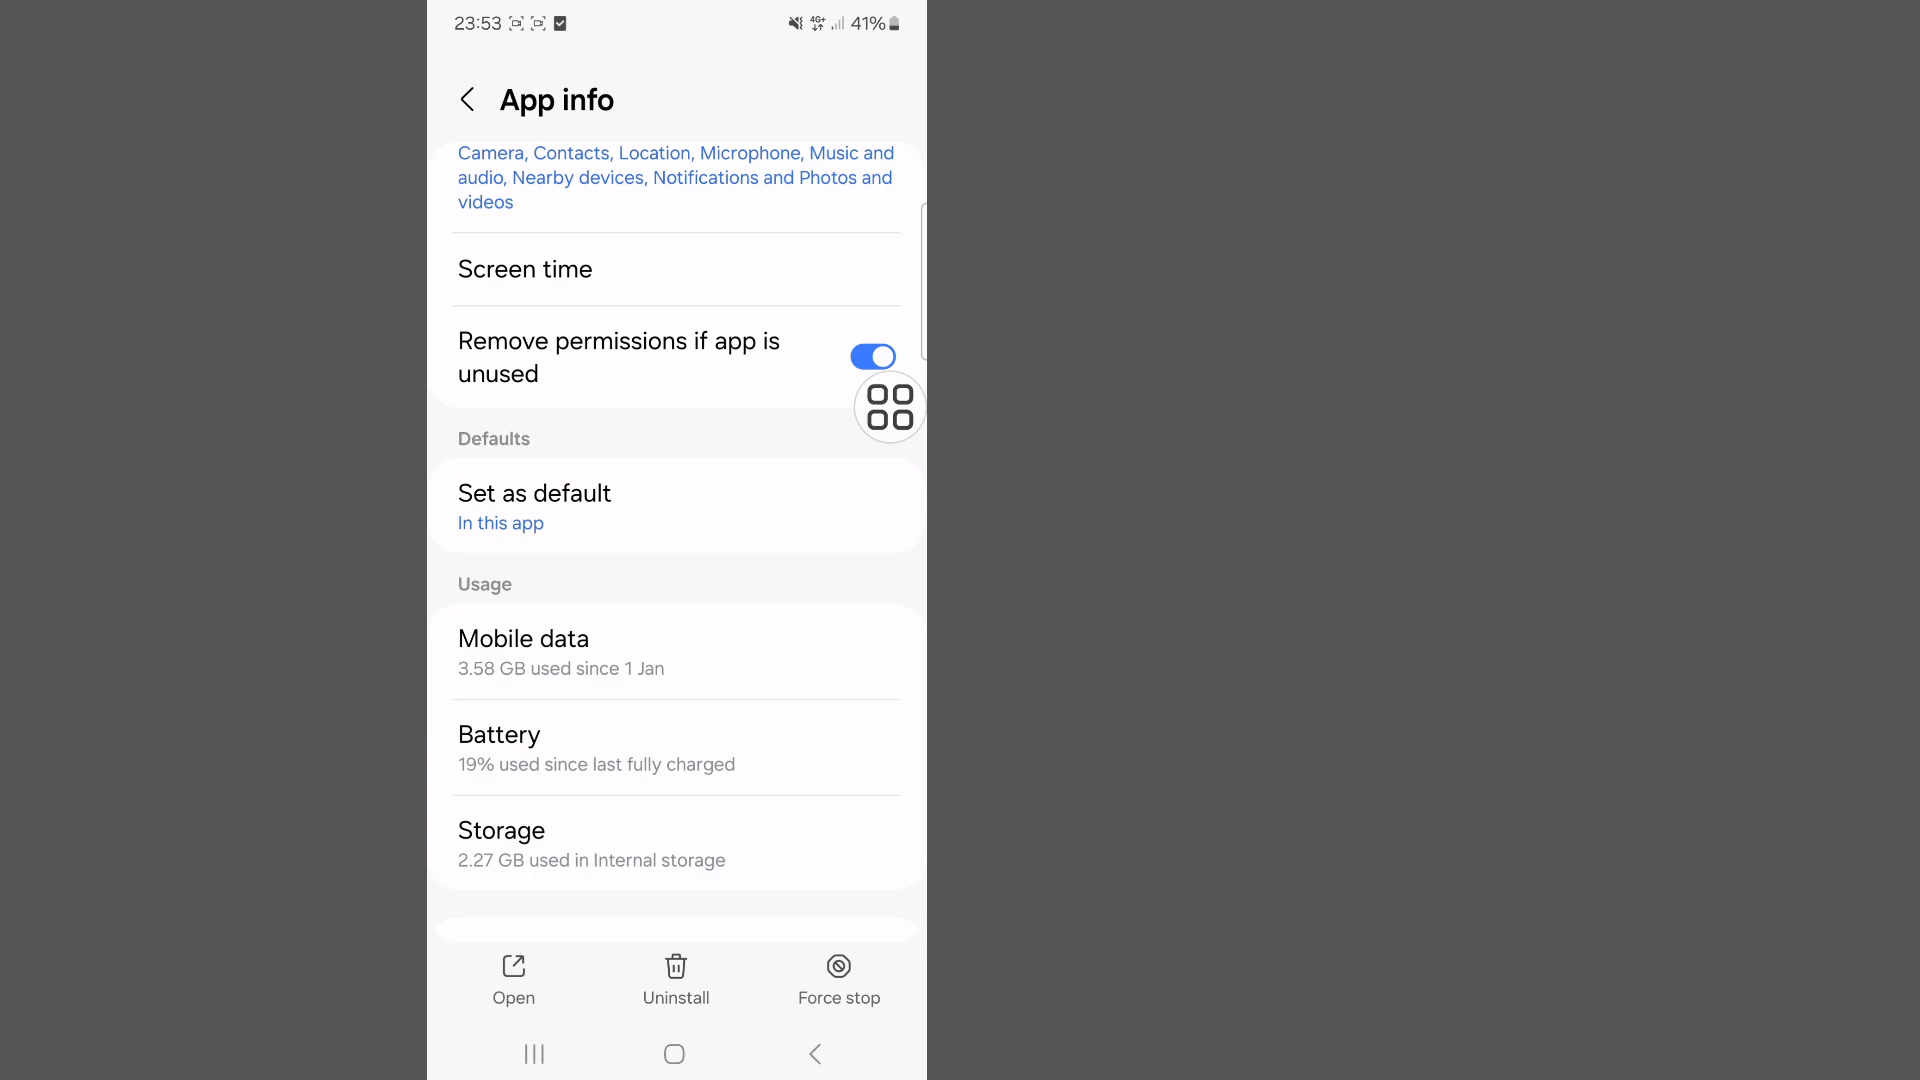 23:53 4G+ 41%
App info
Camera, Contacts, Location, Microphone, Music and
audio, Nearby devices, Notifications and Photos and
videos
Screen time
Remove permissions if app is
unused
Defaults
Set as default
In this app
Usage
Mobile data
3.58 GB used since 1 Jan
Battery
19% used since last fully charged
Storage
2.27 GB used in Internal storage
Open Uninstall Force stop